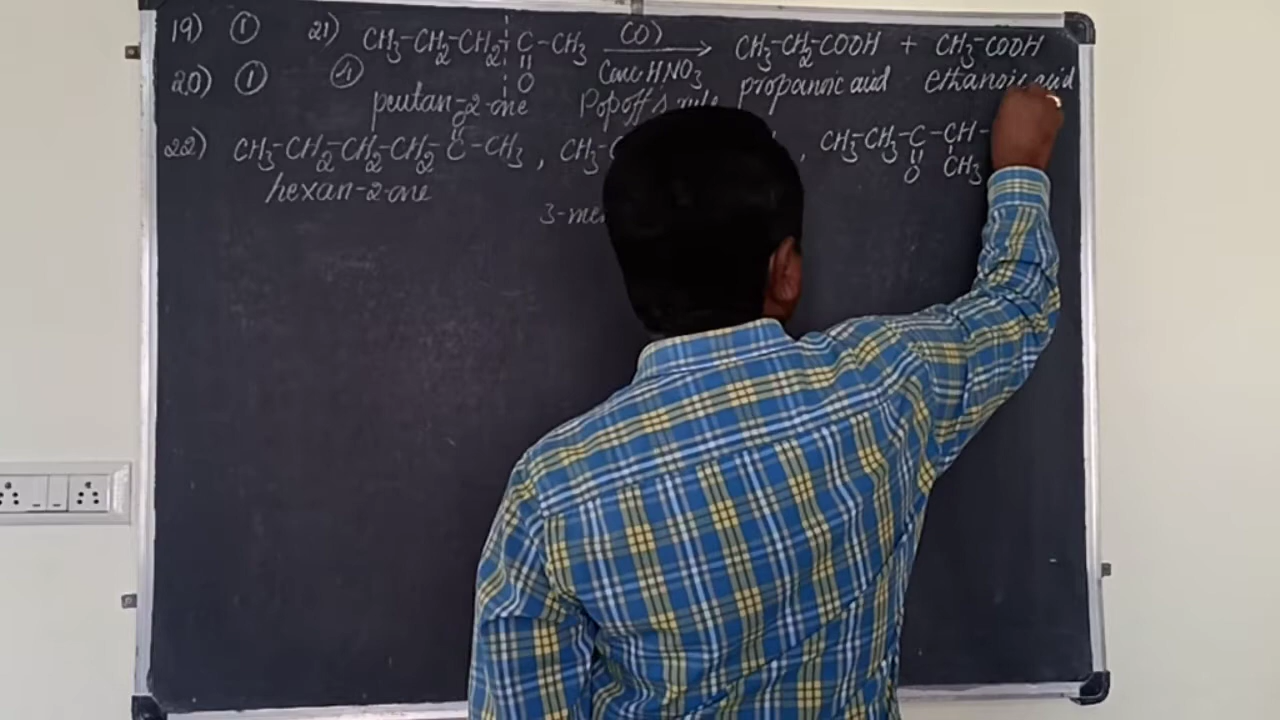 19) ① 21) CH3-CH2-CH2-C-CH3 (O) CH3-CH2-COOH + CH3-COOH
O
20) ① ④ pentan-2-one Conc HNO3 Popoff's rule propanoic acid ethanoic acid
22) CH3-CH2-CH2-CH2-C-CH3 , CH3- , CH3-CH2-C-CH-
O CH3
hexan-2-one
3-me